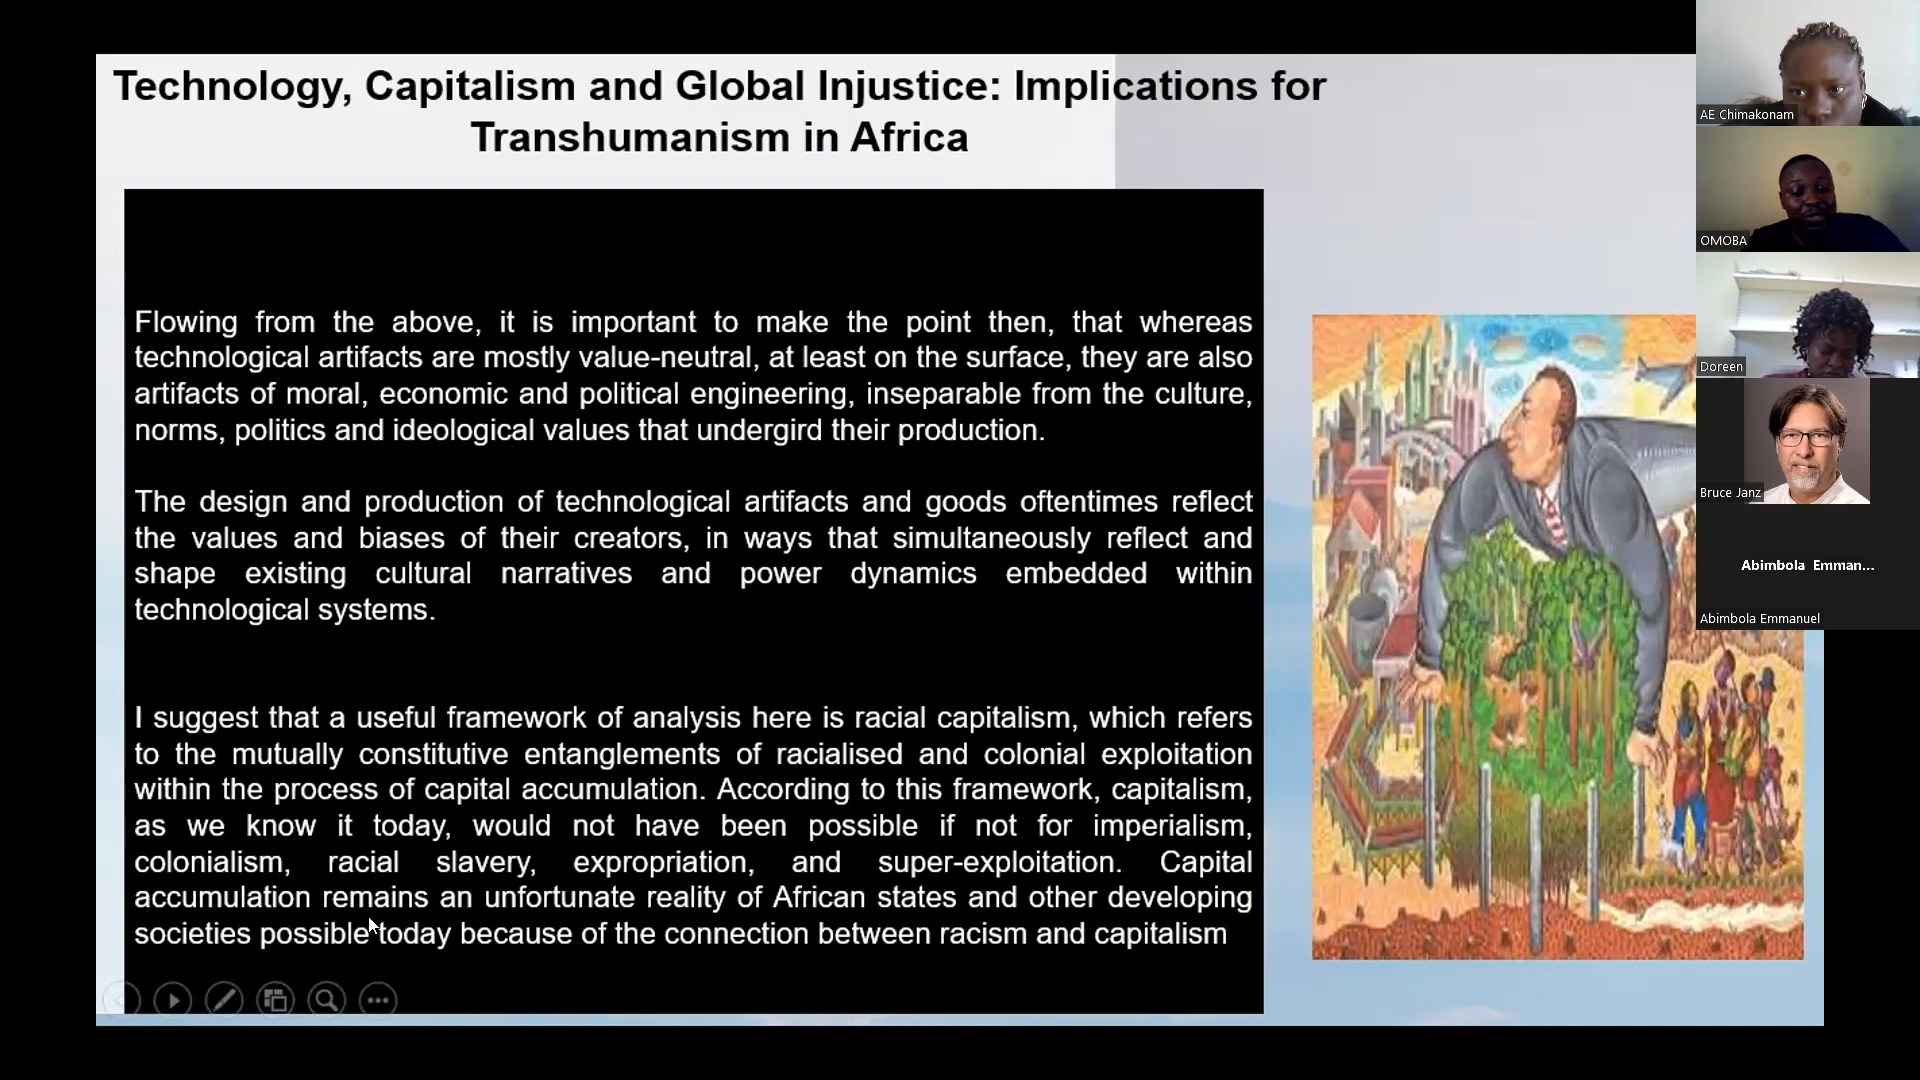 Technology, Capitalism and Global Injustice: Implications for
Transhumanism in Africa
Flowing from the above, it is important to make the point then, that whereas
technological artifacts are mostly value-neutral, at least on the surface, they are also
artifacts of moral, economic and political engineering, inseparable from the culture,
norms, politics and ideological values that undergird their production.
The design and production of technological artifacts and goods oftentimes reflect
the values and biases of their creators, in ways that simultaneously reflect and
shape existing cultural narratives and power dynamics embedded within
technological systems.
I suggest that a useful framework of analysis here is racial capitalism, which refers
to the mutually constitutive entanglements of racialised and colonial exploitation
within the process of capital accumulation. According to this framework, capitalism,
as we know it today, would not have been possible if not for imperialism,
colonialism, racial slavery, expropriation, and super-exploitation. Capital
accumulation remains an unfortunate reality of African states and other developing
societies possible today because of the connection between racism and capitalism
AE Chimakonam
OMOBA
Doreen
Bruce Janz
Abimbola Emman...
Abimbola Emmanuel